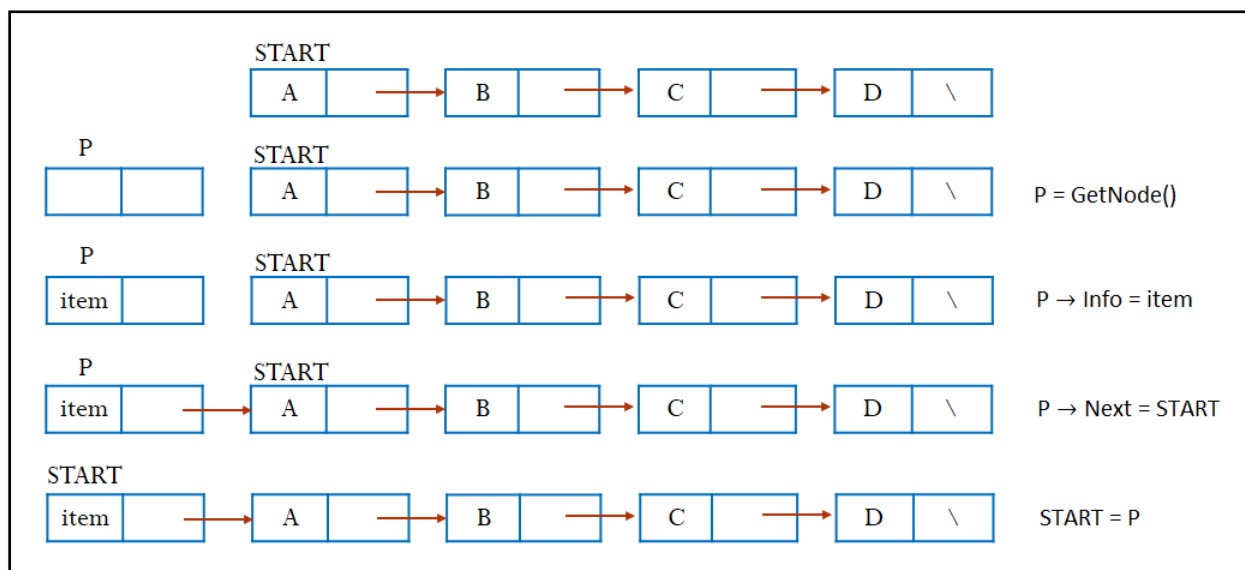 START
A B C D \
P START
A B C D \ P = GetNode()
P START
item A B C D \ P → Info = item
P START
item A B C D \ P → Next = START
START
item A B C D \ START = P